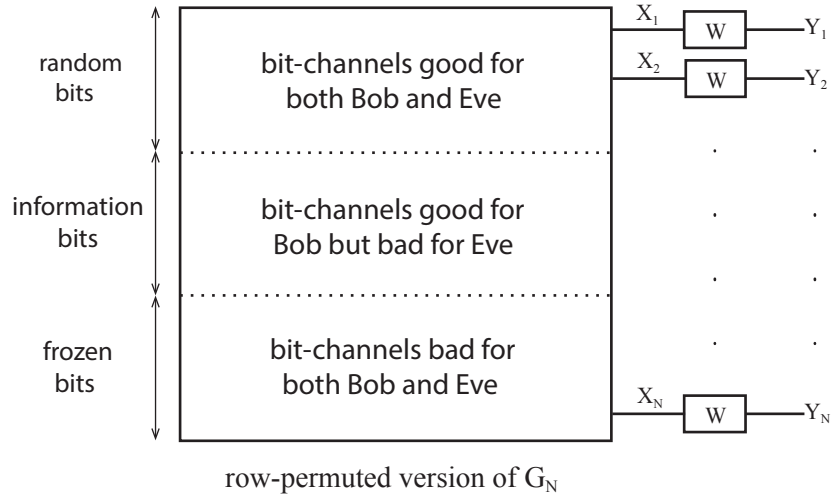 random
bits
bit-channels good for
both Bob and Eve
information
bits
bit-channels good for
Bob but bad for Eve
frozen
bits
bit-channels bad for
both Bob and Eve
X1 W Y1
X2 W Y2
XN W YN
row-permuted version of GN